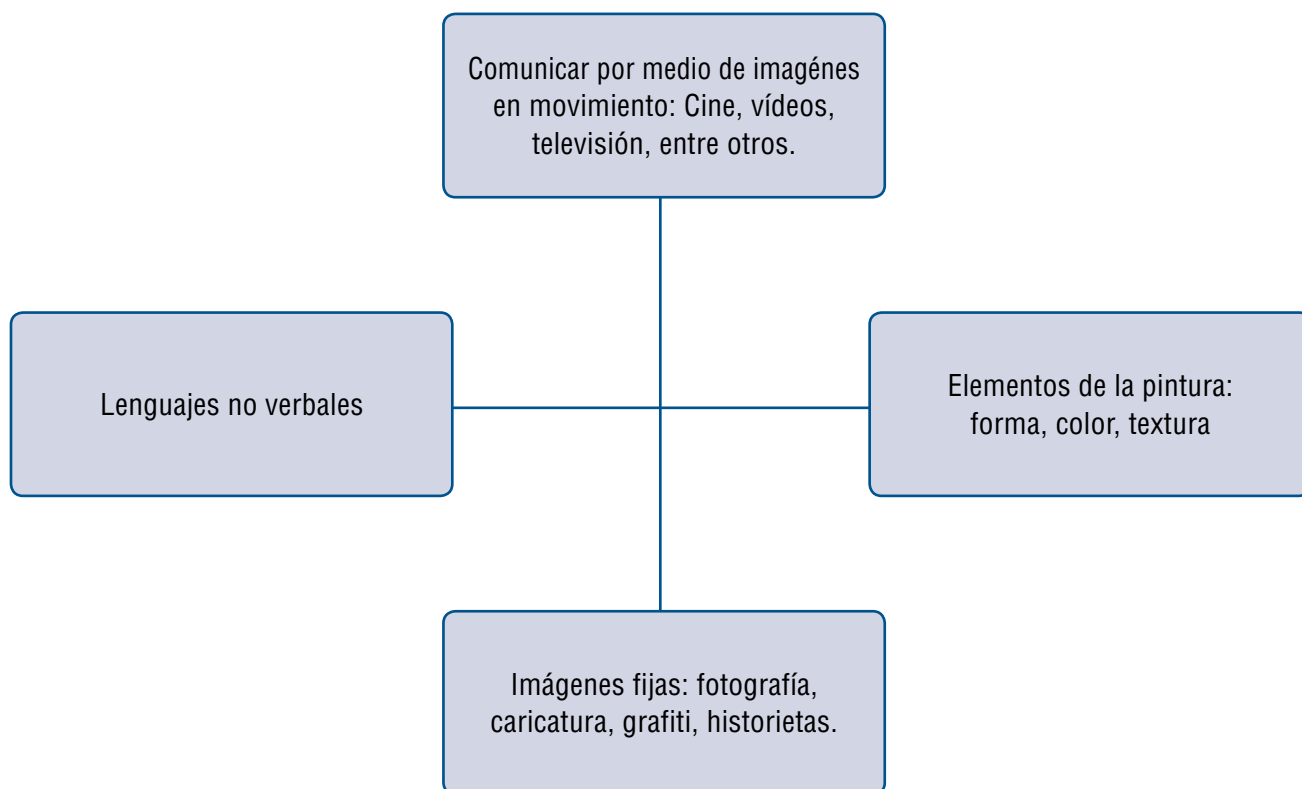 Comunicar por medio de imagénes
en movimiento: Cine, vídeos,
televisión, entre otros.
Lenguajes no verbales
Elementos de la pintura:
forma, color, textura
Imágenes fijas: fotografía,
caricatura, grafiti, historietas.